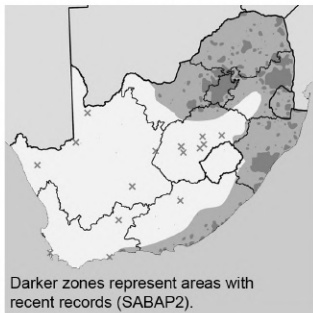 Darker zones represent areas with
recent records (SABAP2).